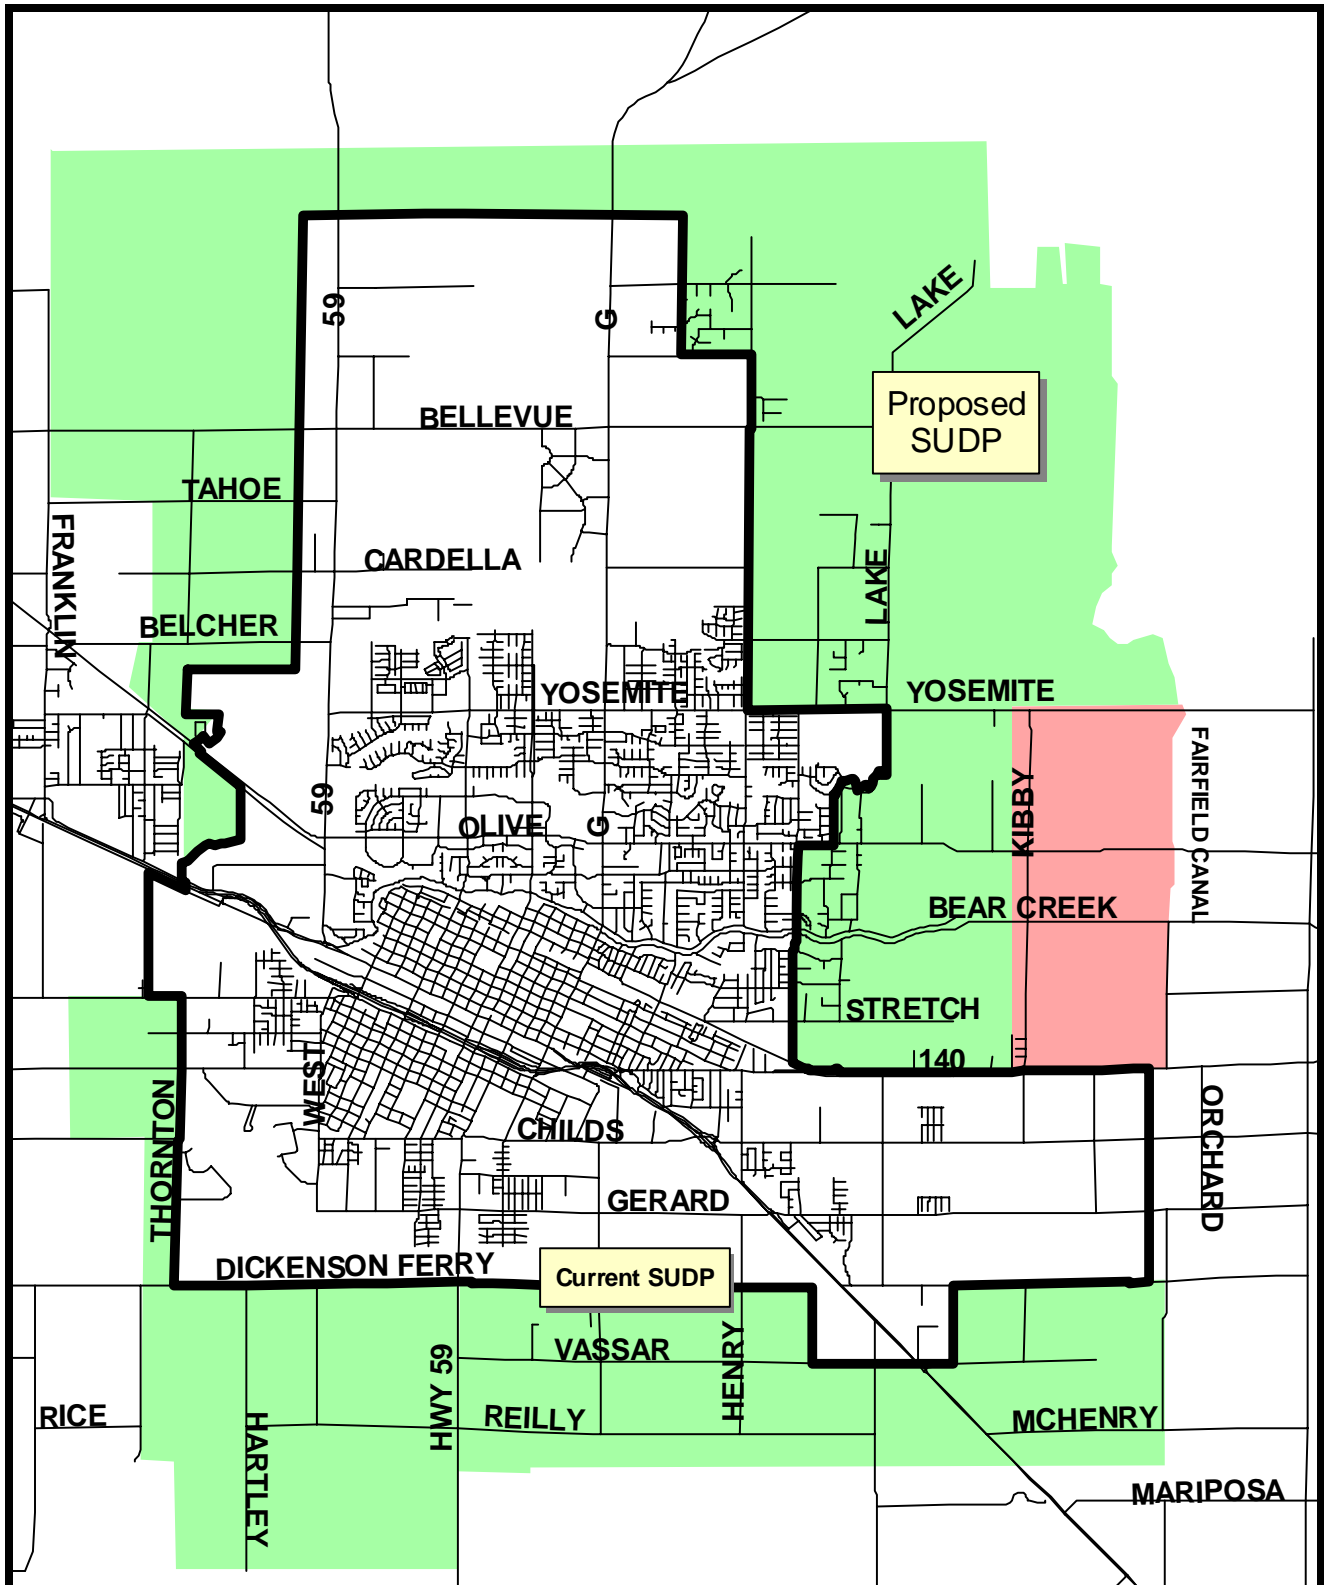 LAKE
59
G
Proposed
SUDP
BELLEVUE
TAHOE
FRANKLIN
CARDELLA
LAKE
BELCHER
YOSEMITE
YOSEMITE
FAIRFIELD CANAL
59
KIBBY
OLIVE
G
BEAR CREEK
STRETCH
140
WEST
THORNTON
CHILDS
ORCHARD
GERARD
DICKENSON FERRY
Current SUDP
VASSAR
HENRY
HWY 59
RICE
REILLY
MCHENRY
HARTLEY
MARIPOSA